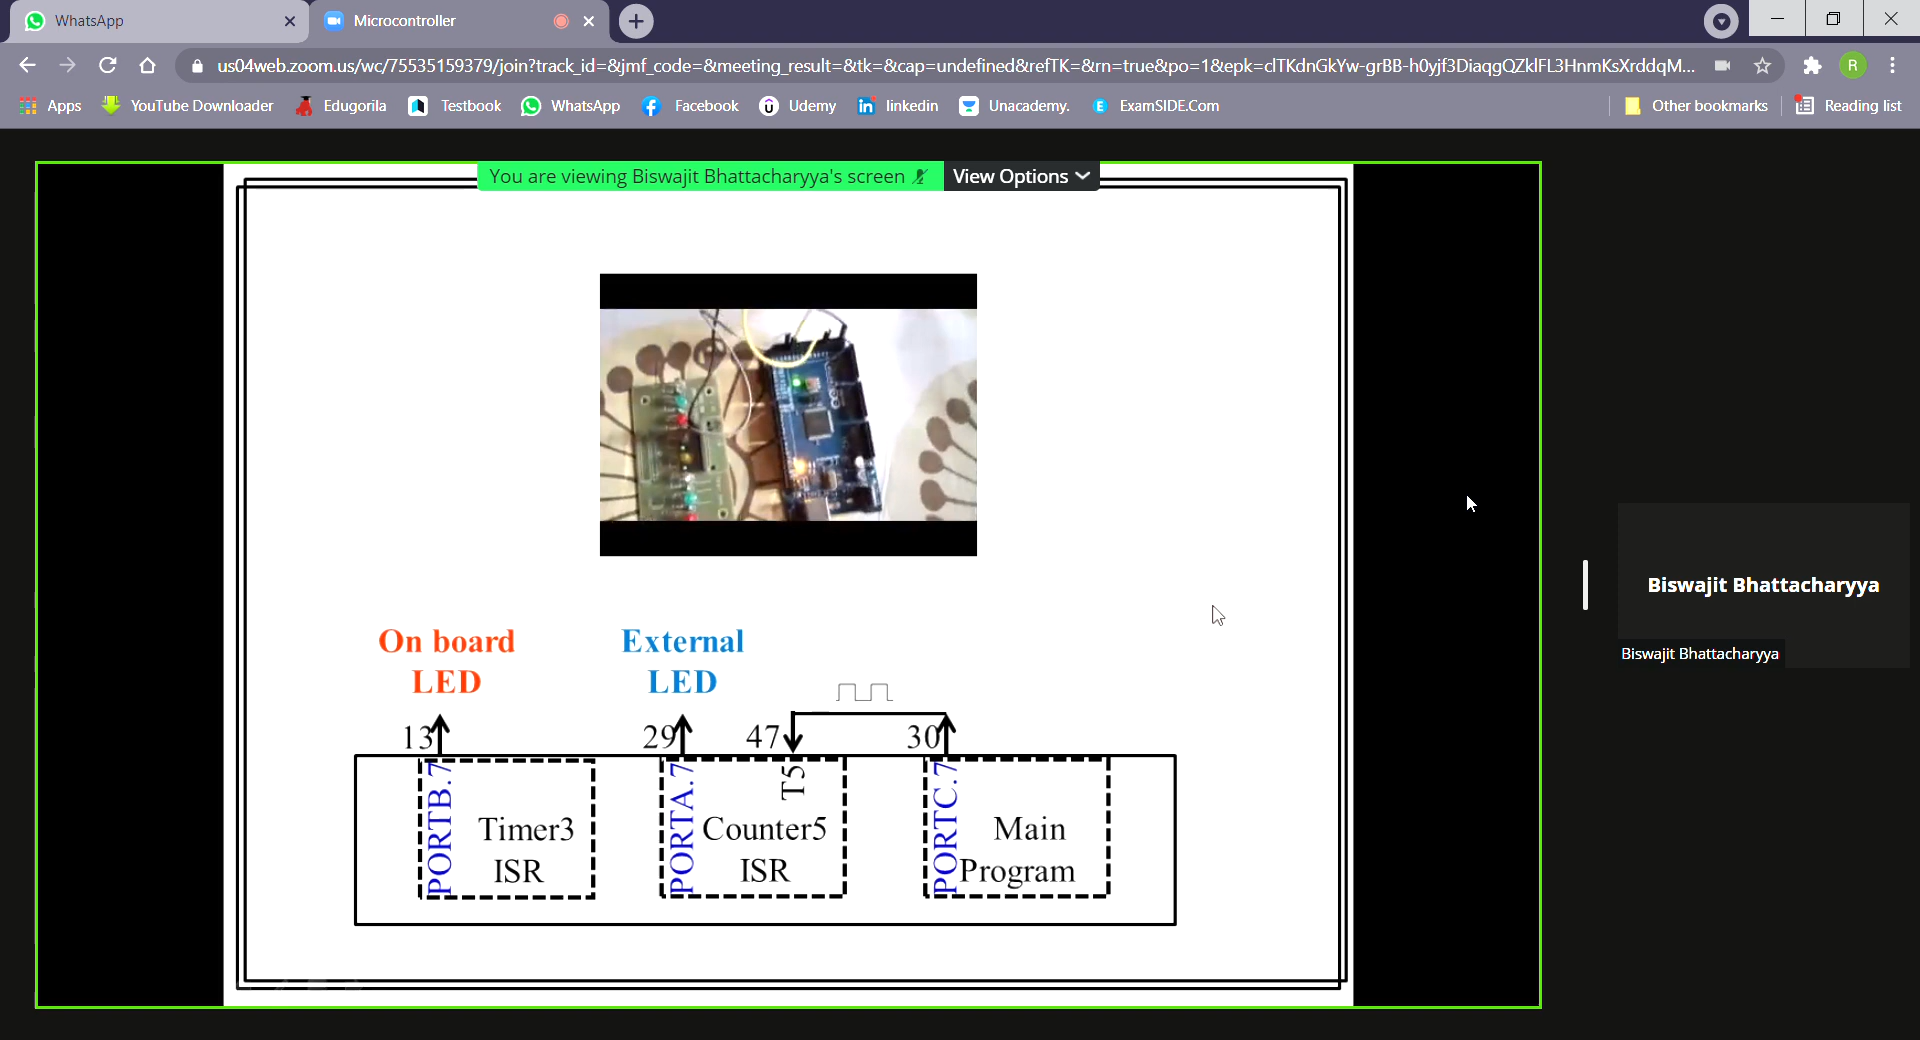 WhatsApp
Microcontroller
us04web.zoom.us/wc/75535159379/join?track_id=&jmf_code=&meeting_result=&tk=&cap=undefined&refTK=&rn=true&po=1&epk=clTKdnGkYw-grBB-h0yjf3DiaqgQZklFL3HnmKsXrddqM...
R
Apps YouTube Downloader Edugorila Testbook WhatsApp Facebook Udemy linkedin Unacademy. ExamSIDE.Com Other bookmarks Reading list
You are viewing Biswajit Bhattacharyya's screen View Options
On board
LED
External
LED
13
29
47
30
PORTB.7
Timer3
ISR
PORTA.7
T5
Counter5
ISR
PORTC.7
Main
Program
Biswajit Bhattacharyya
Biswajit Bhattacharyya